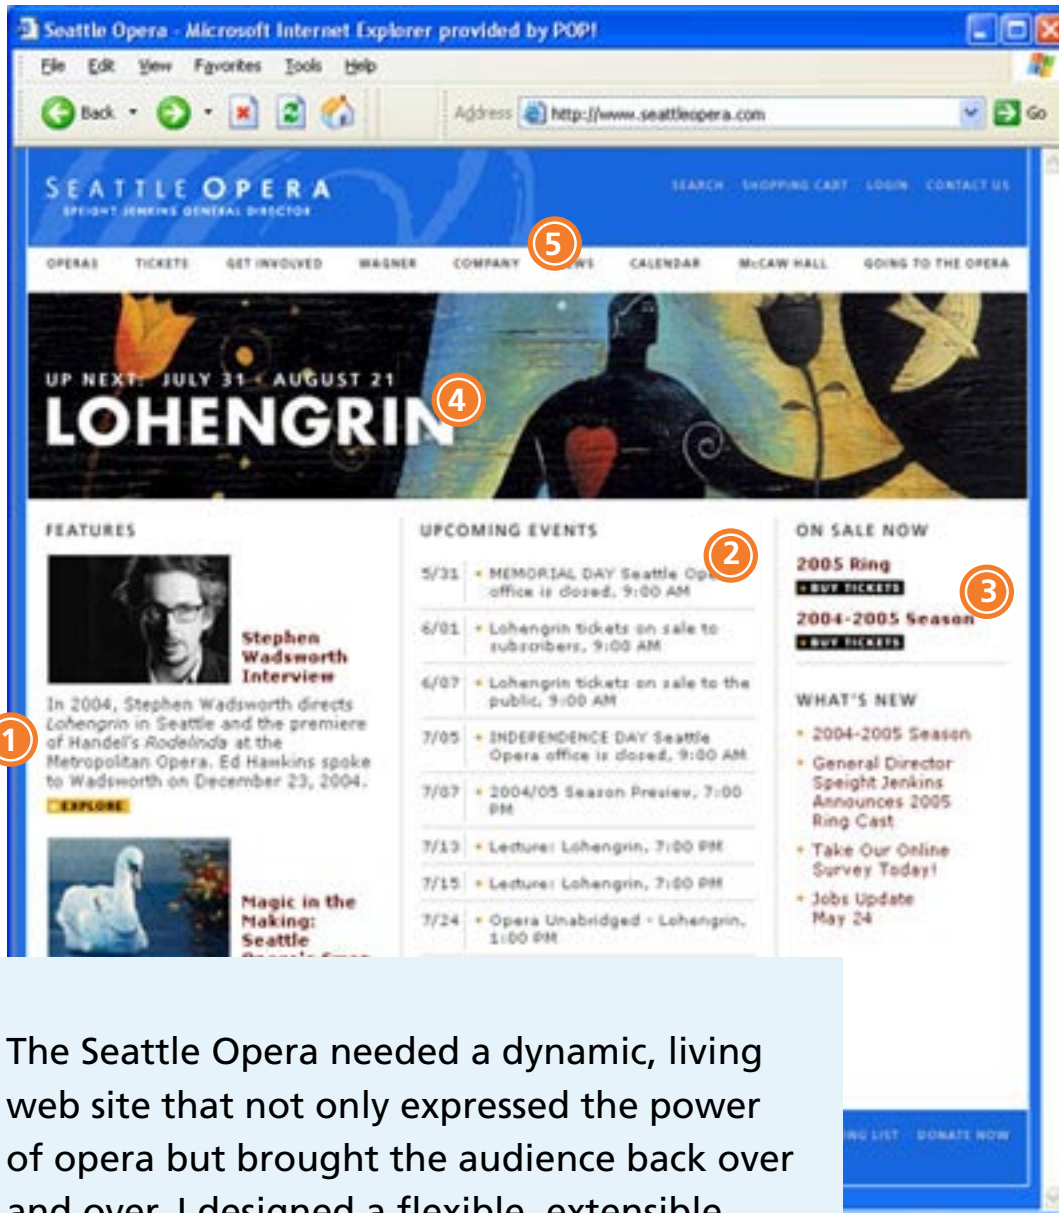 Seattle Opera - Microsoft Internet Explorer provided by POP!
File Edit View Favorites Tools Help
Back Address http://www.seattleopera.com Go
SEATTLE OPERA
SPEIGHT JENKINS GENERAL DIRECTOR
SEARCH SHOPPING CART LOGIN CONTACT US
5
OPERAS TICKETS GET INVOLVED WAGNER COMPANY CALENDAR McCAW HALL GOING TO THE OPERA
UP NEXT: JULY 31 - AUGUST 21
LOHENGRIN
4
FEATURES
Stephen
Wadsworth
Interview
In 2004, Stephen Wadsworth directs
Lohengrin in Seattle and the premiere
1
of Handel's Rodelinda at the
Metropolitan Opera. Ed Hawkins spoke
to Wadsworth on December 23, 2004.
EXPLORE
Magic in the
Making:
Seattle
UPCOMING EVENTS
2
5/31 • MEMORIAL DAY Seattle
office is closed, 9:00 AM
6/01 • Lohengrin tickets on sale to
subscribers, 9:00 AM
6/07 • Lohengrin tickets on sale to the
public, 9:00 AM
7/05 • INDEPENDENCE DAY Seattle
Opera office is closed, 9:00 AM
7/07 • 2004/05 Season Preview, 7:00
PM
7/13 • Lecture: Lohengrin, 7:00 PM
7/15 • Lecture: Lohengrin, 7:00 PM
7/24 • Opera Unabridged - Lohengrin,
1:00 PM
ON SALE NOW
2005 Ring
BUY TICKETS
3
2004-2005 Season
BUY TICKETS
WHAT'S NEW
• 2004-2005 Season
• General Director
Speight Jenkins
Announces 2005
Ring Cast
• Take Our Online
Survey Today!
• Jobs Update
May 24
The Seattle Opera needed a dynamic, living
web site that not only expressed the power
of opera but brought the audience back over
and over. I designed a flexible, extensible
LIST DONATE NOW